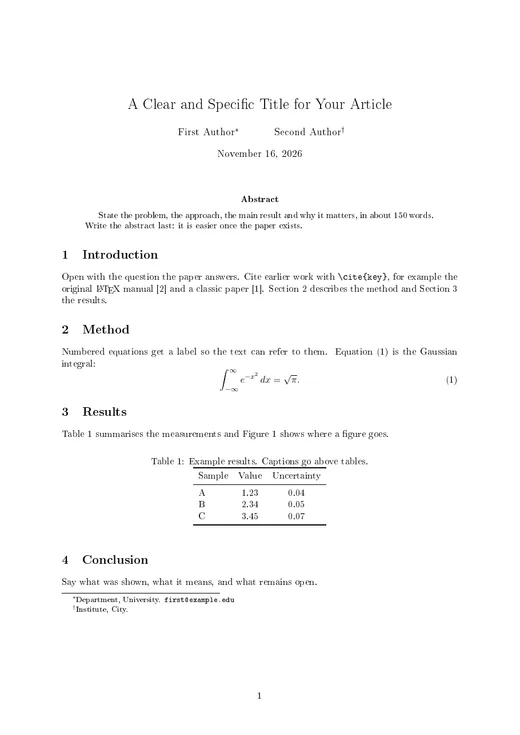 A Clear and Specific Title for Your Article
First Author* Second Author†
November 16, 2026
Abstract
State the problem, the approach, the main result and why it matters, in about 150 words.
Write the abstract last: it is easier once the paper exists.
1 Introduction
Open with the question the paper answers. Cite earlier work with \cite{key}, for example the
original LATEX manual [2] and a classic paper [1]. Section 2 describes the method and Section 3
the results.
2 Method
Numbered equations get a label so the text can refer to them. Equation (1) is the Gaussian
integral:
∫_{-∞}^{∞} e^{-x²} dx = √π. (1)
3 Results
Table 1 summarises the measurements and Figure 1 shows where a figure goes.
Table 1: Example results. Captions go above tables.
Sample Value Uncertainty
A 1.23 0.04
B 2.34 0.05
C 3.45 0.07
4 Conclusion
Say what was shown, what it means, and what remains open.
*Department, University. first@example.edu
†Institute, City.
1